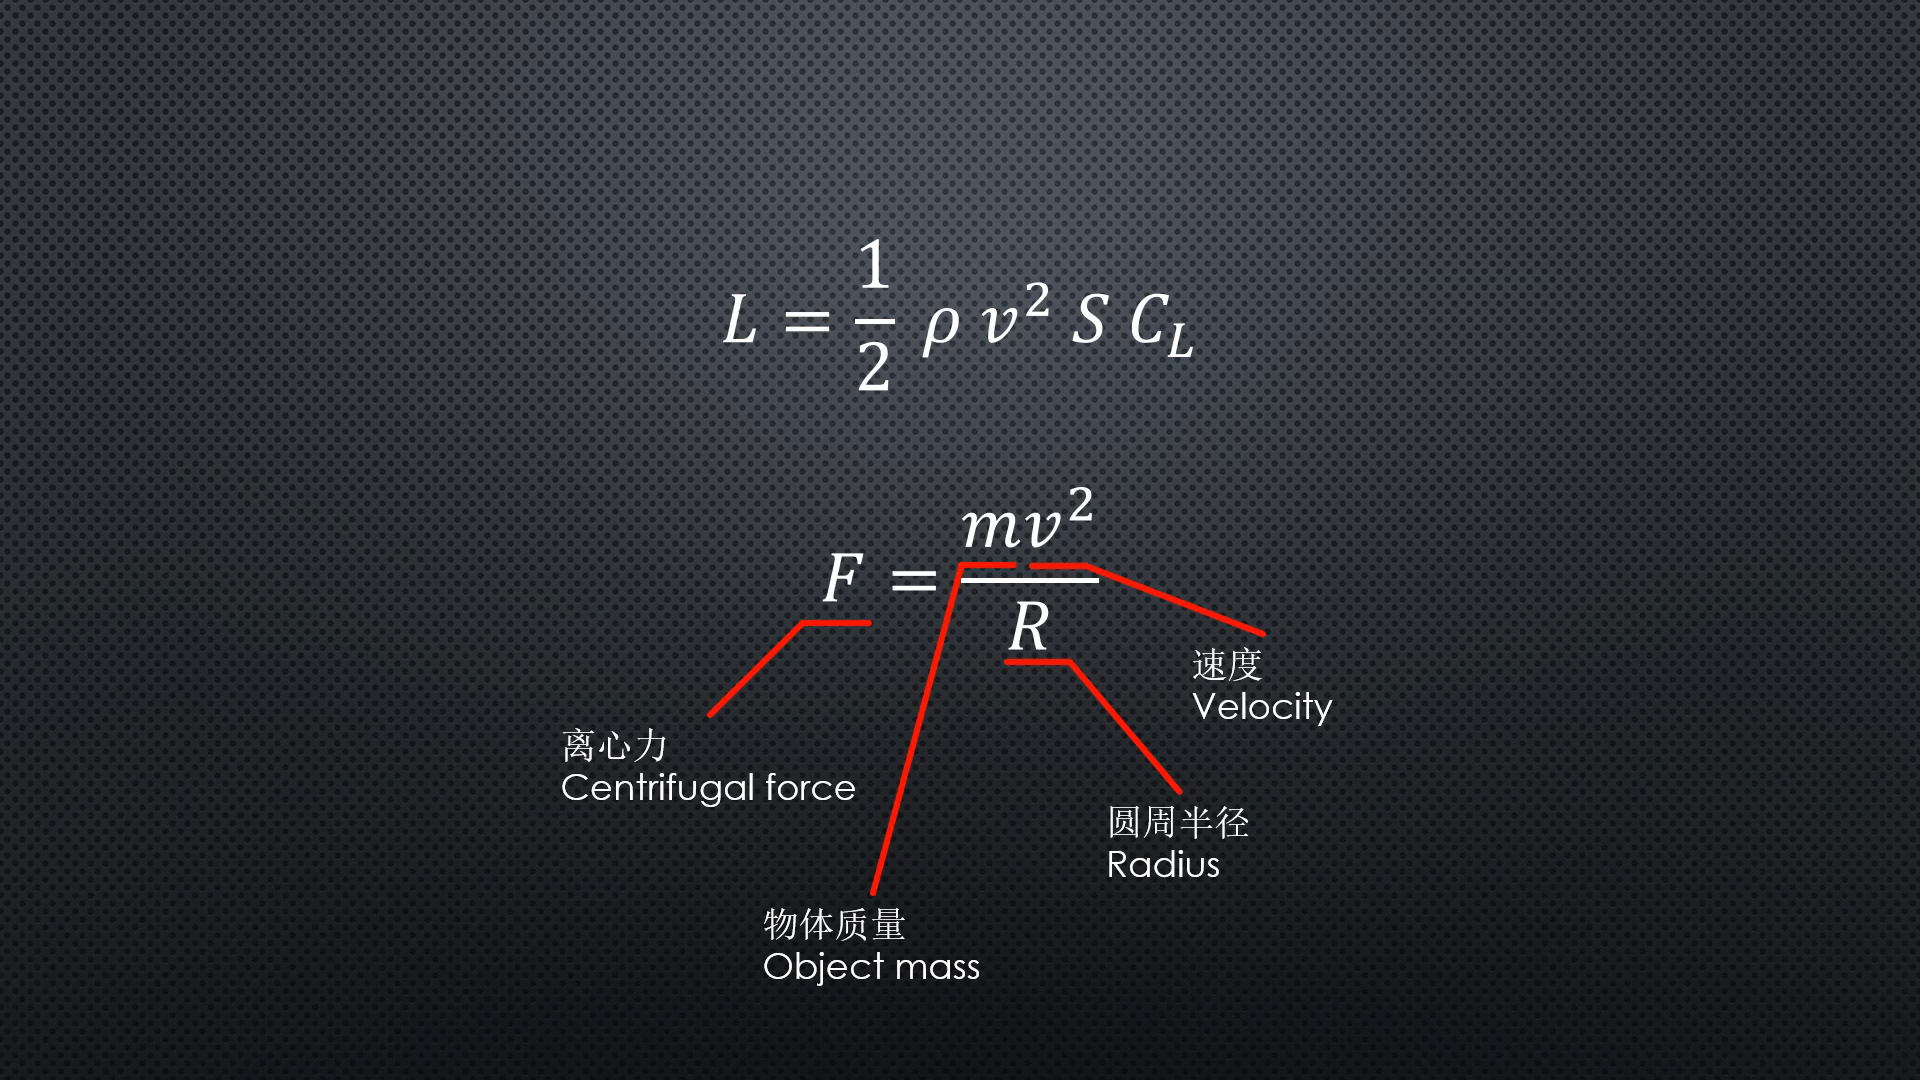 L = 1/2 ρ v² S C_L
F = mv²/R
速度
Velocity
离心力
Centrifugal force
圆周半径
Radius
物体质量
Object mass